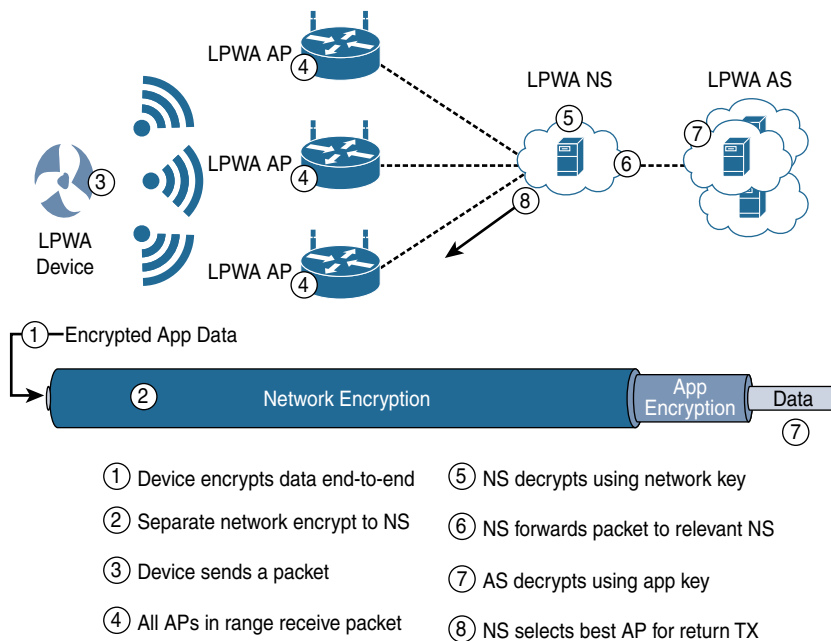 LPWA AP
4
LPWA NS
LPWA AS
5
7
3
LPWA AP
4
6
8
LPWA
Device
LPWA AP
4
1 Encrypted App Data
2
Network Encryption
App
Encryption
Data
7
1 Device encrypts data end-to-end
2 Separate network encrypt to NS
3 Device sends a packet
4 All APs in range receive packet
5 NS decrypts using network key
6 NS forwards packet to relevant NS
7 AS decrypts using app key
8 NS selects best AP for return TX